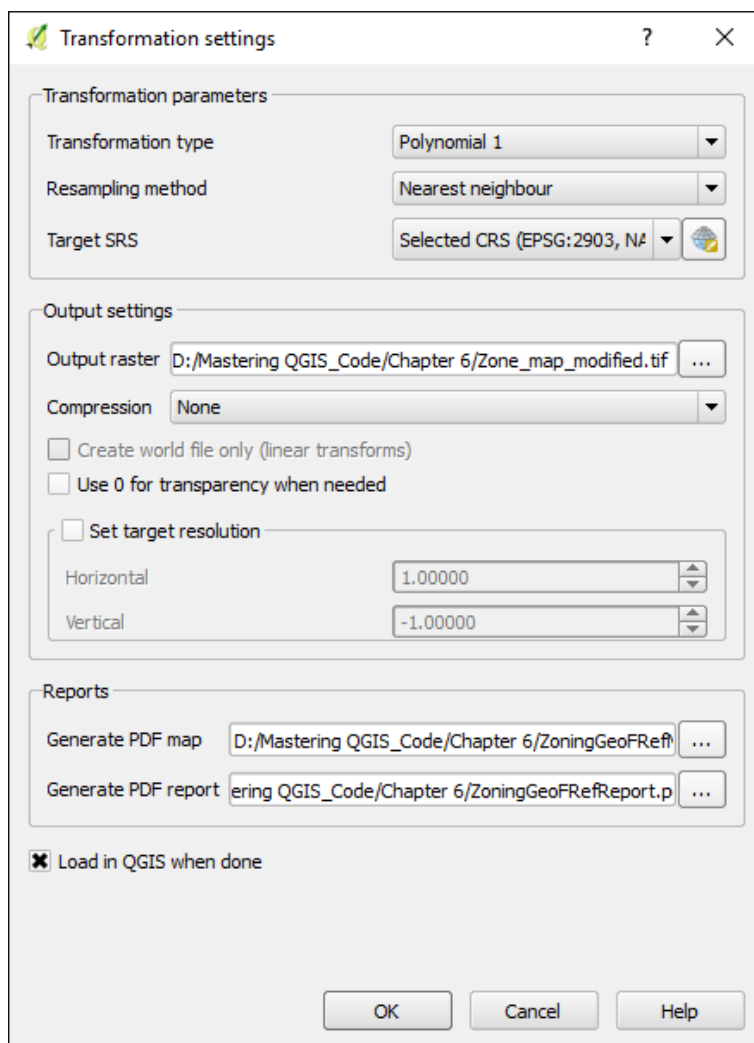 Transformation settings
?
Transformation parameters
Transformation type Polynomial 1
Resampling method Nearest neighbour
Target SRS Selected CRS (EPSG:2903, NA
Output settings
Output raster D:/Mastering QGIS_Code/Chapter 6/Zone_map_modified.tif ...
Compression None
Create world file only (linear transforms)
Use 0 for transparency when needed
Set target resolution
Horizontal 1.00000
Vertical -1.00000
Reports
Generate PDF map D:/Mastering QGIS_Code/Chapter 6/ZoningGeoFRef ...
Generate PDF report ering QGIS_Code/Chapter 6/ZoningGeoFRefReport.p ...
Load in QGIS when done
OK Cancel Help